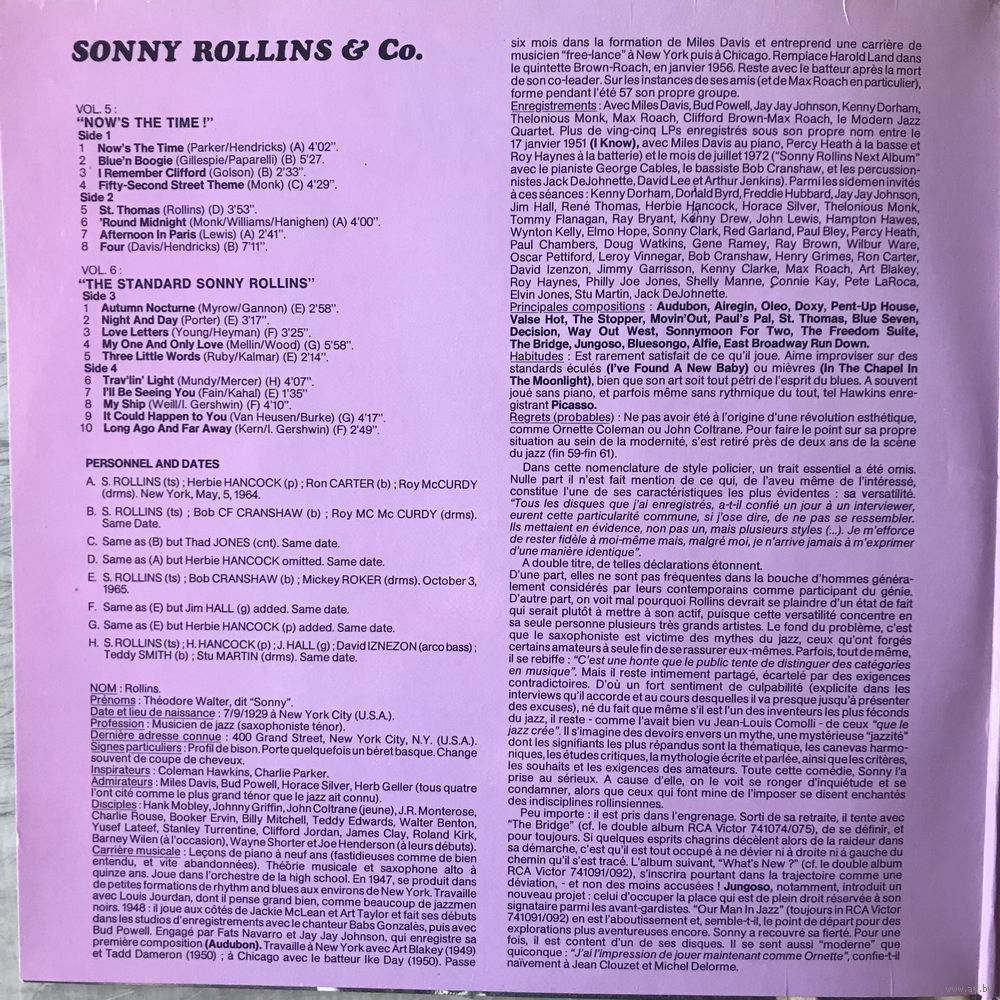 SONNY ROLLINS & Co.
VOL. 5 :
"NOW'S THE TIME !"
Side 1
1 Now's The Time (Parker/Hendricks) (A) 4'02".
2 Blue'n Boogie (Gillespie/Paparelli) (B) 5'27.
3 I Remember Clifford (Golson) (B) 2'33".
4 Fifty-Second Street Theme (Monk) (C) 4'29".
Side 2
5 St. Thomas (Rollins) (D) 3'53".
6 'Round Midnight (Monk/Williams/Hanighen) (A) 4'00".
7 Afternoon In Paris (Lewis) (A) 2'41".
8 Four (Davis/Hendricks) (B) 7'11".
VOL. 6 :
"THE STANDARD SONNY ROLLINS"
Side 3
1 Autumn Nocturne (Myrow/Gannon) (E) 2'58".
2 Night And Day (Porter) (E) 3'17".
3 Love Letters (Young/Heyman) (F) 3'25".
4 My One And Only Love (Mellin/Wood) (G) 5'58".
5 Three Little Words (Ruby/Kalmar) (E) 2'14".
Side 4
6 Trav'lin' Light (Mundy/Mercer) (H) 4'07".
7 I'll Be Seeing You (Fain/Kahal) (E) 1'35"
8 My Ship (Weill/I. Gershwin) (F) 4'10".
9 It Could Happen to You (Van Heusen/Burke) (G) 4'17".
10 Long Ago And Far Away (Kern/I. Gershwin) (F) 2'49".
PERSONNEL AND DATES
A. S. ROLLINS (ts) ; Herbie HANCOCK (p) ; Ron CARTER (b) ; Roy McCURDY
(drms). New York, May, 5, 1964.
B. S. ROLLINS (ts) ; Bob CF CRANSHAW (b) ; Roy MC Mc CURDY (drms).
Same Date.
C. Same as (B) but Thad JONES (cnt). Same date.
D. Same as (A) but Herbie HANCOCK omitted. Same date.
E. S. ROLLINS (ts) ; Bob CRANSHAW (b) ; Mickey ROKER (drms). October 3,
1965.
F. Same as (E) but Jim HALL (g) added. Same date.
G. Same as (E) but Herbie HANCOCK (p) added. Same date.
H. S. ROLLINS (ts) ; H. HANCOCK (p) ; J. HALL (g) ; David IZNEZON (arco bass) ;
Teddy SMITH (b) ; Stu MARTIN (drms). Same date.
NOM : Rollins.
Prénoms : Théodore Walter, dit "Sonny".
Date et lieu de naissance : 7/9/1929 à New York City (U.S.A.).
Profession : Musicien de jazz (saxophoniste ténor).
Dernière adresse connue : 400 Grand Street, New York City, N.Y. (U.S.A.).
Signes particuliers : Profil de bison. Porte quelquefois un béret basque. Change
souvent de coupe de cheveux.
Inspirateurs : Coleman Hawkins, Charlie Parker.
Admirateurs : Miles Davis, Bud Powell, Horace Silver, Herb Geller (tous quatre
l'ont cité comme le plus grand ténor que le jazz ait connu).
Disciples : Hank Mobley, Johnny Griffin, John Coltrane (jeune), J.R. Monterose,
Charlie Rouse, Booker Ervin, Billy Mitchell, Teddy Edwards, Walter Benton,
Yusef Lateef, Stanley Turrentine, Clifford Jordan, James Clay, Roland Kirk,
Barney Wilen (à l'occasion), Wayne Shorter et Joe Henderson (à leurs débuts).
Carrière musicale : Leçons de piano à neuf ans (fastidieuses comme de bien
entendu, et vite abandonnées). Théorie musicale et saxophone alto à
quinze ans. Joue dans l'orchestre de la high school. En 1947, se produit dans
de petites formations de rhythm and blues aux environs de New York. Travaille
avec Louis Jourdan, dont il pense grand bien, comme beaucoup de jazzmen
noirs. 1948 : il joue aux côtés de Jackie McLean et Art Taylor et fait ses débuts
dans les studios d'enregistrements avec le chanteur Babs Gonzalès, puis avec
Bud Powell. Engagé par Fats Navarro et Jay Jay Johnson, qui enregistre sa
première composition (Audubon). Travaille à New York avec Art Blakey (1949)
et Tadd Dameron (1950) ; à Chicago avec le batteur Ike Day (1950). Passe
six mois dans la formation de Miles Davis et entreprend une carrière de
musicien "free-lance" à New York puis à Chicago. Remplace Harold Land dans
le quintette Brown-Roach, en janvier 1956. Reste avec le batteur après la mort
de son co-leader. Sur les instances de ses amis (et de Max Roach en particulier),
forme pendant l'été 57 son propre groupe.
Enregistrements : Avec Miles Davis, Bud Powell, Jay Jay Johnson, Kenny Dorham,
Thelonious Monk, Max Roach, Clifford Brown-Max Roach, le Modern Jazz
Quartet. Plus de ving-cinq LPs enregistrés sous son propre nom entre le
17 janvier 1951 (I Know), avec Miles Davis au piano, Percy Heath à la basse et
Roy Haynes à la batterie) et le mois de juillet 1972 ("Sonny Rollins Next Album"
avec le pianiste George Cables, le bassiste Bob Cranshaw, et les percussion-
nistes Jack DeJohnette, David Lee et Arthur Jenkins). Parmi les sidemen invités
à ces séances : Kenny Dorham, Donald Byrd, Freddie Hubbard, Jay Jay Johnson,
Jim Hall, René Thomas, Herbie Hancock, Horace Silver, Thelonious Monk,
Tommy Flanagan, Ray Bryant, Kenny Drew, John Lewis, Hampton Hawes,
Wynton Kelly, Elmo Hope, Sonny Clark, Red Garland, Paul Bley, Percy Heath,
Paul Chambers, Doug Watkins, Gene Ramey, Ray Brown, Wilbur Ware,
Oscar Pettiford, Leroy Vinnegar, Bob Cranshaw, Henry Grimes, Ron Carter,
David Izenzon, Jimmy Garrisson, Kenny Clarke, Max Roach, Art Blakey,
Roy Haynes, Philly Joe Jones, Shelly Manne, Connie Kay, Pete LaRoca,
Elvin Jones, Stu Martin, Jack DeJohnette.
Principales compositions : Audubon, Airegin, Oleo, Doxy, Pent-Up House,
Valse Hot, The Stopper, Movin'Out, Paul's Pal, St. Thomas, Blue Seven,
Decision, Way Out West, Sonnymoon For Two, The Freedom Suite,
The Bridge, Jungoso, Bluesongo, Alfie, East Broadway Run Down.
Habitudes : Est rarement satisfait de ce qu'il joue. Aime improviser sur des
standards éculés (I've Found A New Baby) ou mièvres (In The Chapel In
The Moonlight), bien que son art soit tout pétri de l'esprit du blues. A souvent
joué sans piano, et parfois même sans rythmique du tout, tel Hawkins enre-
gistrant Picasso.
Regrets (probables) : Ne pas avoir été à l'origine d'une révolution esthétique,
comme Ornette Coleman ou John Coltrane. Pour faire le point sur sa propre
situation au sein de la modernité, s'est retiré près de deux ans de la scène
du jazz (fin 59-fin 61).
Dans cette nomenclature de style policier, un trait essentiel a été omis.
Nulle part il n'est fait mention de ce qui, de l'aveu même de l'intéressé,
constitue l'une de ses caractéristiques les plus évidentes : sa versatilité.
"Tous les disques que j'ai enregistrés, a-t-il confié un jour à un interviewer,
eurent cette particularité commune, si j'ose dire, de ne pas se ressembler.
Ils mettaient en évidence, non pas un, mais plusieurs styles (...). Je m'efforce
de rester fidèle à moi-même mais, malgré moi, je n'arrive jamais à m'exprimer
d'une manière identique".
A double titre, de telles déclarations étonnent.
D'une part, elles ne sont pas fréquentes dans la bouche d'hommes généra-
lement considérés par leurs contemporains comme participant du génie.
D'autre part, on voit mal pourquoi Rollins devrait se plaindre d'un état de fait
qui serait plutôt à mettre à son actif, puisque cette versatilité concentre en
sa seule personne plusieurs très grands artistes. Le fond du problème, c'est
que le saxophoniste est victime des mythes du jazz, ceux qu'ont forgés
certains amateurs à seule fin de se rassurer eux-mêmes. Parfois, tout de même,
il se rebiffe : "C'est une honte que le public tente de distinguer des catégories
en musique". Mais il reste intimement partagé, écartelé par des exigences
contradictoires. D'où un fort sentiment de culpabilité (explicite dans les
interviews qu'il accorde et au cours desquelles il va presque jusqu'à présenter
des excuses), né du fait que même s'il est l'un des inventeurs les plus féconds
du jazz, il reste - comme l'avait bien vu Jean-Louis Comolli - de ceux "que le
jazz crée". Il s'imagine des devoirs envers un mythe, une mystérieuse "jazzité"
dont les signifiants les plus répandus sont la thématique, les canevas harmo-
niques, les études critiques, la mythologie écrite et parlée, ainsi que les critères,
les souhaits et les exigences des amateurs. Toute cette comédie, Sonny l'a
prise au sérieux. A cause d'elle, on le voit se ronger d'inquiétude et se
condamner, alors que ceux qui font mine de l'imposer se disent enchantés
des indisciplines rollinsiennes.
Peu importe : il est pris dans l'engrenage. Sorti de sa retraite, il tente avec
"The Bridge" (cf. le double album RCA Victor 741074/075), de se définir, et
pour toujours. Si quelques esprits chagrins décèlent alors de la raideur dans
sa démarche, c'est qu'il est tout occupé à ne dévier ni à droite ni à gauche du
chemin qu'il s'est tracé. L'album suivant, "What's New ?" (cf. le double album
RCA Victor 741091/092), s'inscrira pourtant dans la trajectoire comme une
déviation, - et non des moins accusées ! Jungoso, notamment, introduit un
nouveau projet : celui d'occuper la place qui est de plein droit réservée à son
signataire parmi les avant-gardistes. "Our Man In Jazz" (toujours in RCA Victor
741091/092) en est l'aboutissement et, semble-t-il, le point de départ pour des
explorations plus aventureuses encore. Sonny a recouvré sa fierté. Pour une
fois, il est content d'un de ses disques. Il se sent aussi "moderne" que
quiconque : "J'ai l'impression de jouer maintenant comme Ornette", confie-t-il
naïvement à Jean Clouzet et Michel Delorme.